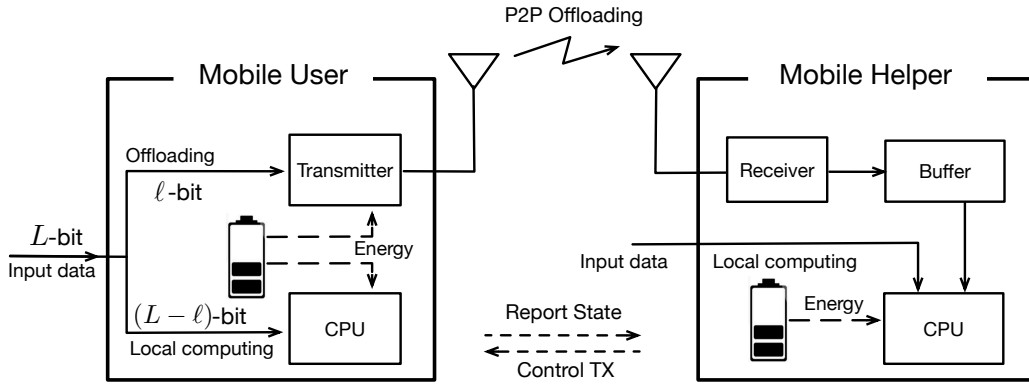 P2P Offloading
Mobile User
Mobile Helper
Offloading
ℓ-bit
Transmitter
Receiver
Buffer
L-bit
Input data
Energy
Input data
Local computing
(L − ℓ)-bit
Local computing
CPU
Report State
Control TX
Energy
CPU